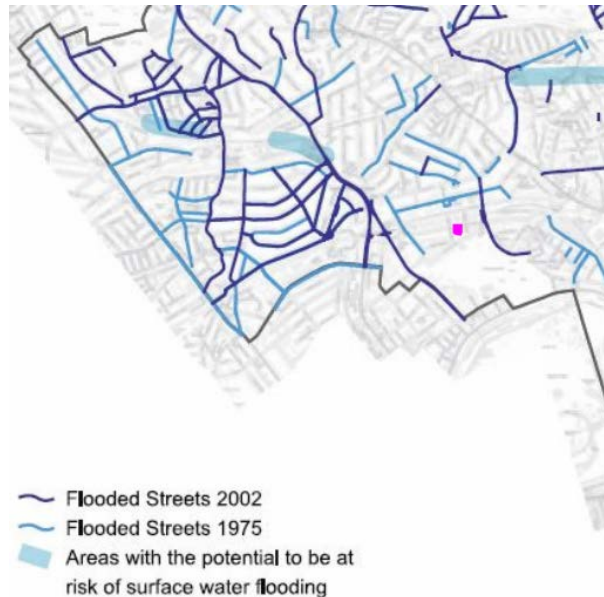 Flooded Streets 2002
Flooded Streets 1975
Areas with the potential to be at
risk of surface water flooding